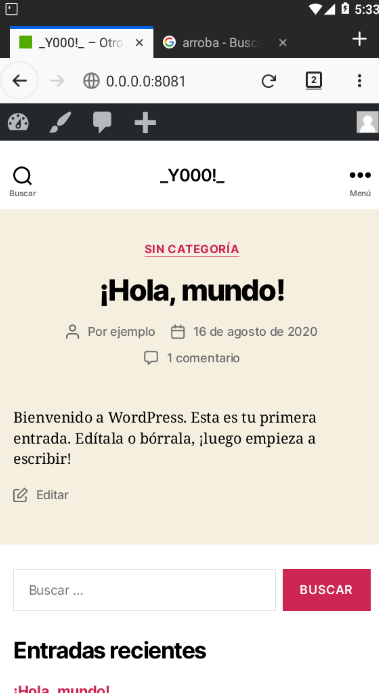 5:33
_Y000!_ – Otro
arroba - Busc
0.0.0.0:8081
2
_Y000!_
Buscar
Menú
SIN CATEGORÍA
¡Hola, mundo!
Por ejemplo
16 de agosto de 2020
1 comentario
Bienvenido a WordPress. Esta es tu primera
entrada. Edítala o bórrala, ¡luego empieza a
escribir!
Editar
Buscar …
BUSCAR
Entradas recientes
¡Hola, mundo!